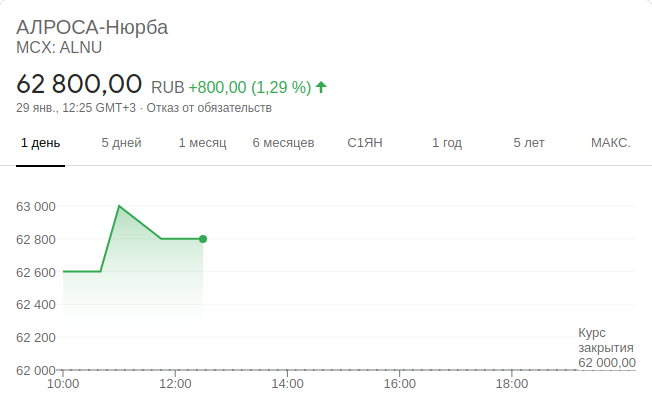 АЛРОСА-Нюрба
MCX: ALNU
62 800,00 RUB +800,00 (1,29 %)
29 янв., 12:25 GMT+3 · Отказ от обязательств
1 день 5 дней 1 месяц 6 месяцев С1ЯН 1 год 5 лет МАКС.
63 000
62 800
62 600
62 400
62 200
62 000
Курс
закрытия
62 000,00
10:00 12:00 14:00 16:00 18:00